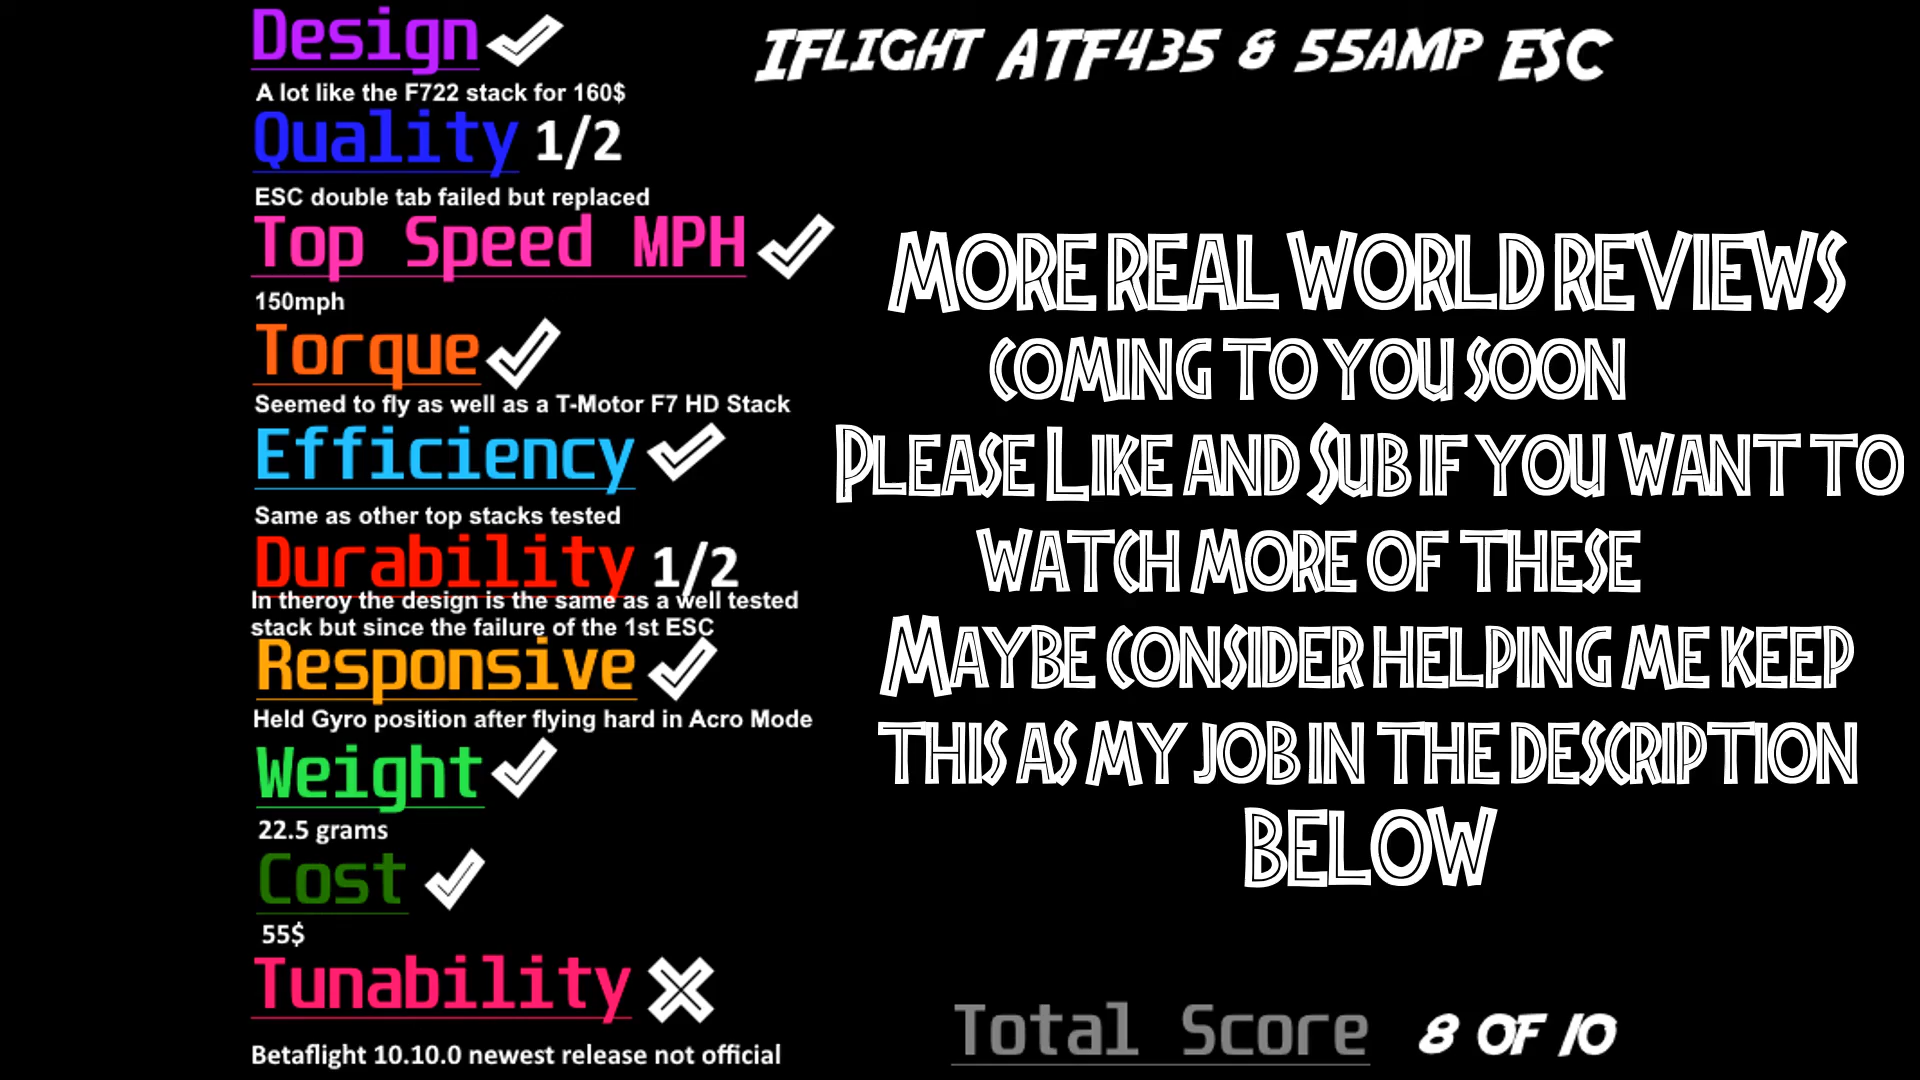 Design
IFlight ATF435 & 55amp ESC
A lot like the F722 stack for 160$
Quality 1/2
ESC double tab failed but replaced
Top Speed MPH
150mph
Torque
Seemed to fly as well as a T-Motor F7 HD Stack
Efficiency
Same as other top stacks tested
Durability 1/2
In theroy the design is the same as a well tested
stack but since the failure of the 1st ESC
Responsive
Held Gyro position after flying hard in Acro Mode
Weight
22.5 grams
Cost
55$
Tunability
Betaflight 10.10.0 newest release not official
More real World reviews
coming to you soon
Please Like and Sub if you want to
watch more of these
Maybe consider helping me keep
this as my job in the description
below
Total Score 8 of 10